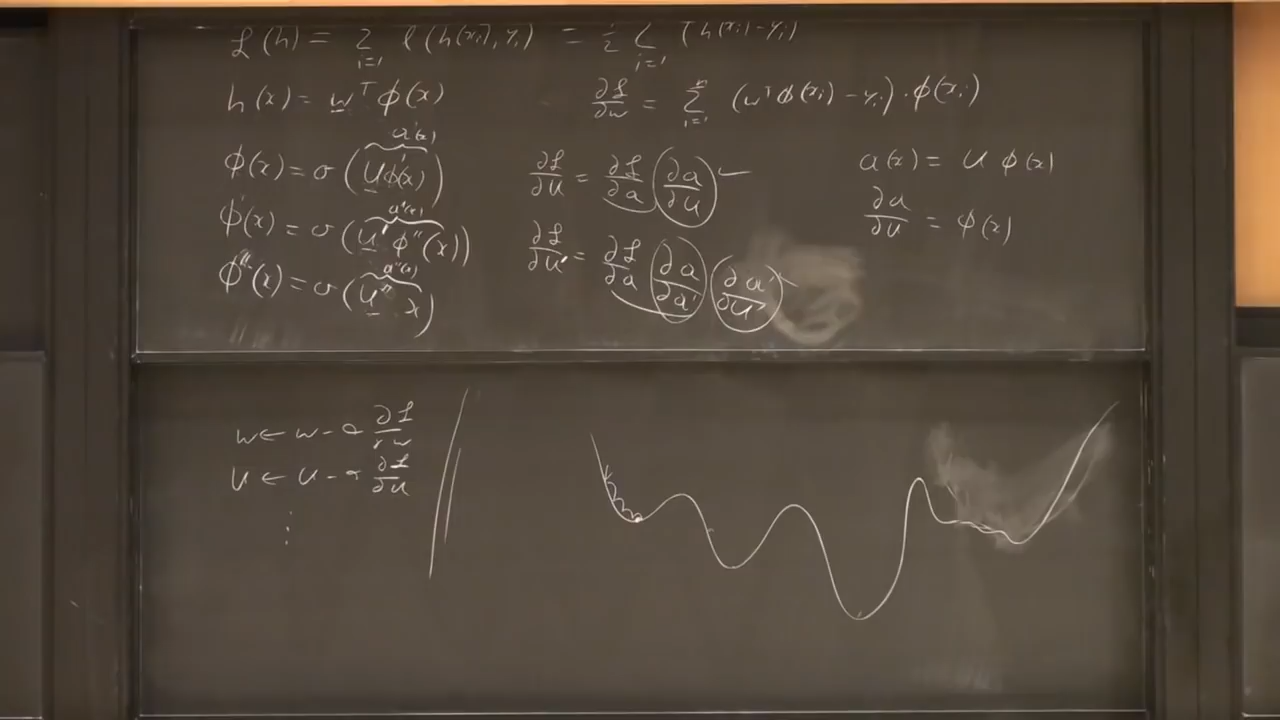 ℒ(h) = Σ_{i=1} ℓ(h(x_i), y_i) = ½ Σ_{i=1} (h(x_i) - y_i)
h(x) = w^T φ(x)
∂ℒ/∂w = Σ_{i=1}^n (w^T φ(x_i) - y_i) · φ(x_i)
a'(x)
φ(x) = σ(U φ'(x))
∂ℒ/∂U = ∂ℒ/∂a (∂a/∂U)
a(x) = U φ(x)
a''(x)
φ'(x) = σ(U' φ''(x))
∂ℒ/∂U' = ∂ℒ/∂a (∂a/∂a') (∂a'/∂U')
∂a/∂U = φ(x)
a''(x)
φ''(x) = σ(U'' x)
w ← w - α ∂ℒ/∂w
U ← U - α ∂ℒ/∂U
⋮